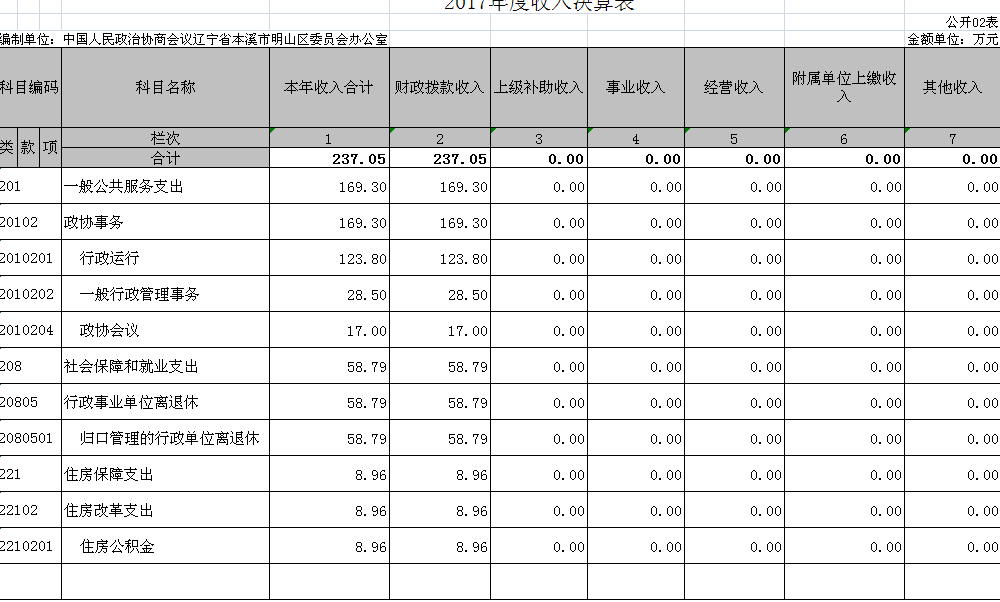 2017年度收入决算表
公开02表
编制单位：中国人民政治协商会议辽宁省本溪市明山区委员会办公室 金额单位：万元
科目编码 科目名称 本年收入合计 财政拨款收入 上级补助收入 事业收入 经营收入 附属单位上缴收入 其他收入
类 款 项 栏次 1 2 3 4 5 6 7
合计 237.05 237.05 0.00 0.00 0.00 0.00 0.00
201 一般公共服务支出 169.30 169.30 0.00 0.00 0.00 0.00 0.00
20102 政协事务 169.30 169.30 0.00 0.00 0.00 0.00 0.00
2010201 行政运行 123.80 123.80 0.00 0.00 0.00 0.00 0.00
2010202 一般行政管理事务 28.50 28.50 0.00 0.00 0.00 0.00 0.00
2010204 政协会议 17.00 17.00 0.00 0.00 0.00 0.00 0.00
208 社会保障和就业支出 58.79 58.79 0.00 0.00 0.00 0.00 0.00
20805 行政事业单位离退休 58.79 58.79 0.00 0.00 0.00 0.00 0.00
2080501 归口管理的行政单位离退休 58.79 58.79 0.00 0.00 0.00 0.00 0.00
221 住房保障支出 8.96 8.96 0.00 0.00 0.00 0.00 0.00
22102 住房改革支出 8.96 8.96 0.00 0.00 0.00 0.00 0.00
2210201 住房公积金 8.96 8.96 0.00 0.00 0.00 0.00 0.00